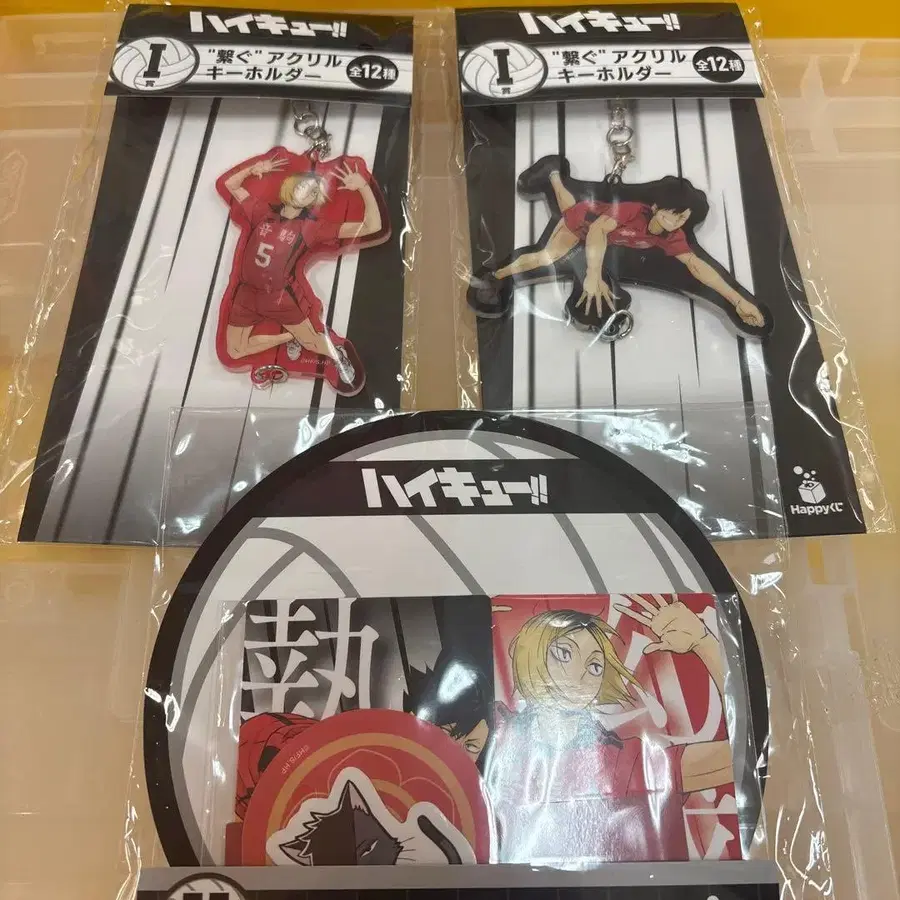 ハイキュー!!
I
賞
"繋ぐ" アクリル
キーホルダー
全12種
音駒
5
©H.F./S.,H.P.
ハイキュー!!
I
賞
"繋ぐ" アクリル
キーホルダー
全12種
Happyくじ
ハイキュー!!
執
©H.F./S.,H.P.